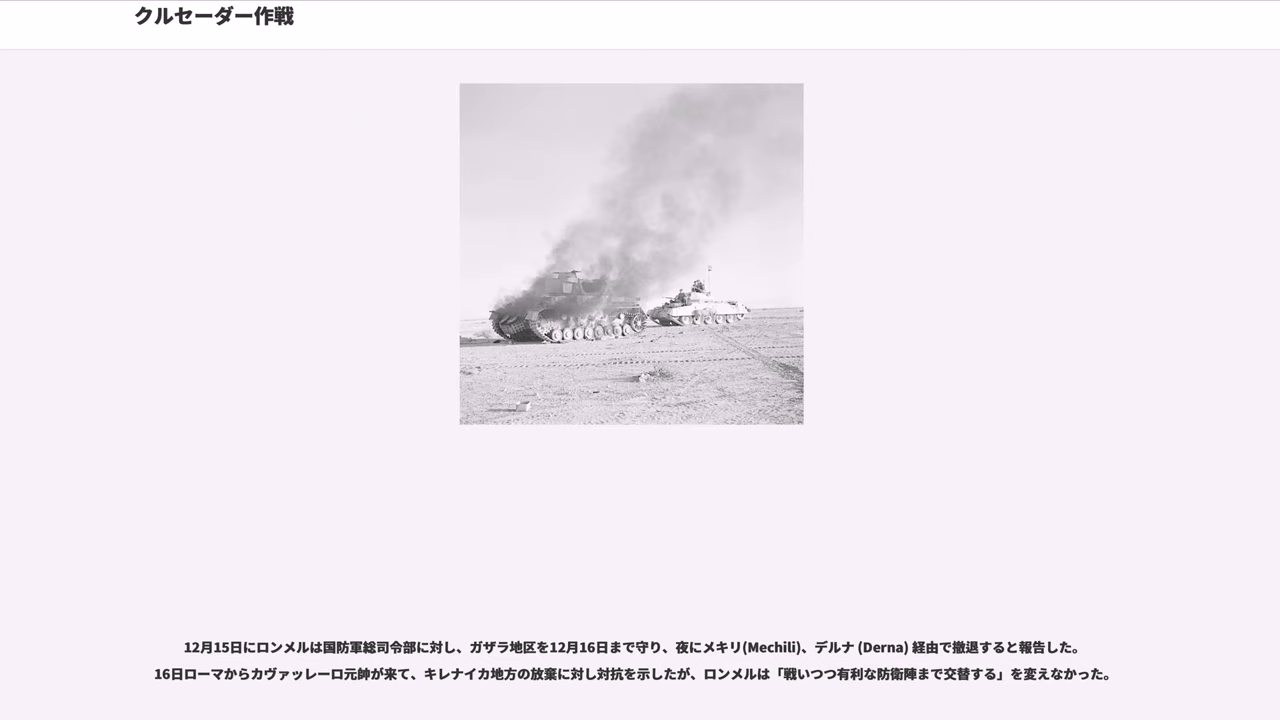 クルセーダー作戦
12月15日にロンメルは国防軍総司令部に対し、ガザラ地区を12月16日まで守り、夜にメキリ(Mechili)、デルナ (Derna) 経由で撤退すると報告した。
16日ローマからカヴァッレーロ元帥が来て、キレナイカ地方の放棄に対し対抗を示したが、ロンメルは「戦いつつ有利な防衛陣まで交替する」を変えなかった。